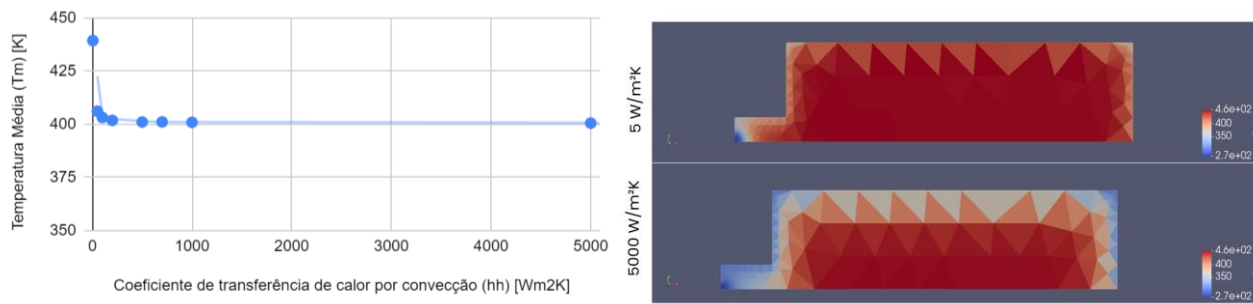 450
425
400
375
350
0
1000
2000
3000
4000
5000
Temperatura Média (Tm) [K]
Coeficiente de transferência de calor por convecção (hh) [Wm2K]
5 W/m²K
4.6e+02
400
350
2.7e+02
5000 W/m²K
4.6e+02
400
350
2.7e+02